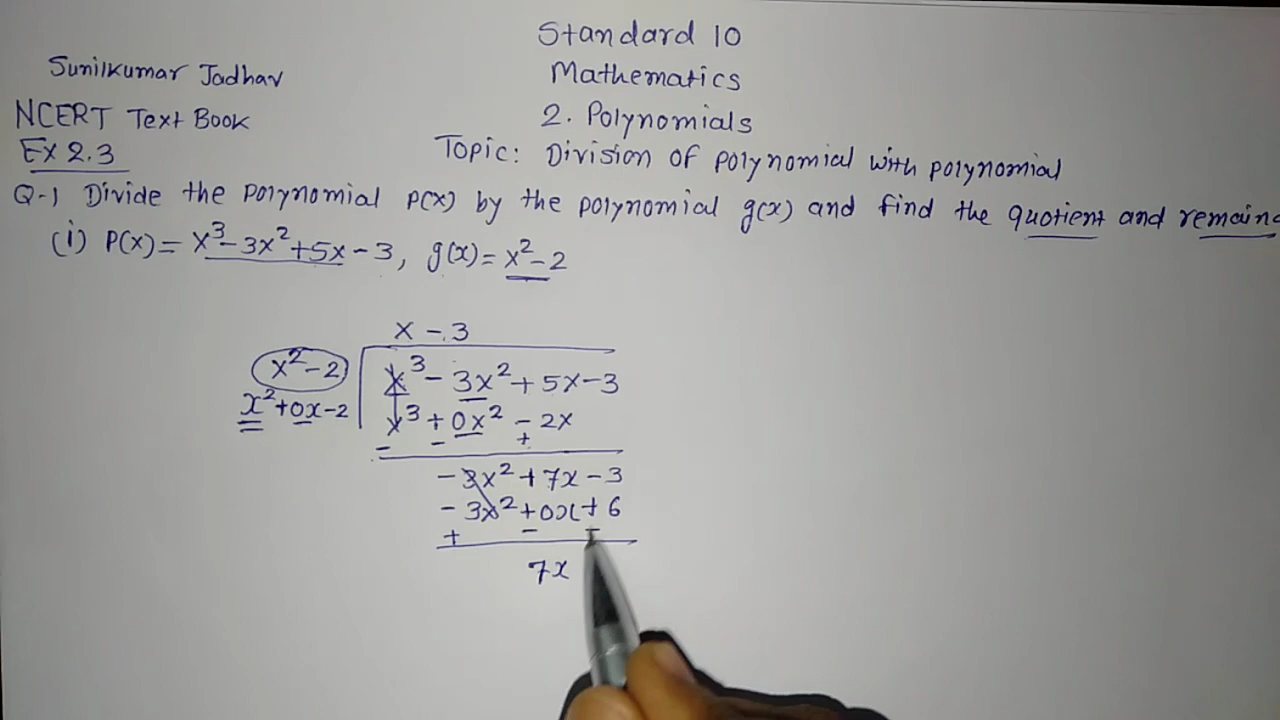 Standard 10
Sunilkumar Jadhav
Mathematics
NCERT Text Book
2. Polynomials
Ex 2.3
Topic: Division of polynomial with polynomial
Q-1 Divide the polynomial p(x) by the polynomial g(x) and find the quotient and remain
(i) P(x) = x³ - 3x² + 5x - 3, g(x) = x² - 2
x - 3
x² - 2
x³ - 3x² + 5x - 3
x² + 0x - 2
x³ + 0x² - 2x
- - +
-3x² + 7x - 3
-3x² + 0x + 6
+ - -
7x